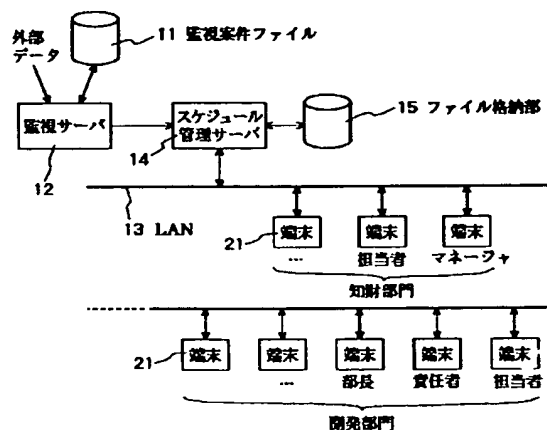 外部
データ
11 監視案件ファイル
監視サーバ
12
スケジュール
管理サーバ
14
15 ファイル格納部
13 LAN
21
端末
端末
端末
...
担当者
マネージャ
知財部門
21
端末
端末
端末
端末
端末
...
部長
責任者
担当者
開発部門